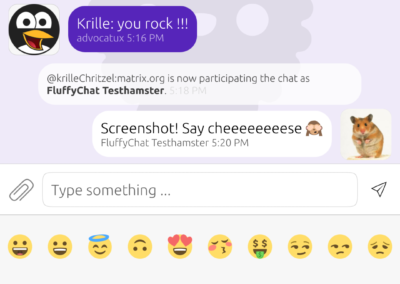 Krille: you rock !!!
advocatux 5:16 PM
@krilleChritzel:matrix.org is now participating the chat as
FluffyChat Testhamster. 5:18 PM
Screenshot! Say cheeeeeeeese 🙈
FluffyChat Testhamster 5:20 PM
Type something ...